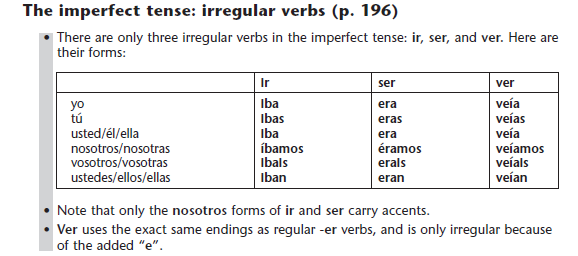 The imperfect tense: irregular verbs (p. 196)
• There are only three irregular verbs in the imperfect tense: ir, ser, and ver. Here are
their forms:
Ir ser ver
yo Iba era veía
tú Ibas eras veías
usted/él/ella Iba era veía
nosotros/nosotras íbamos éramos veíamos
vosotros/vosotras Ibals erals veíals
ustedes/ellos/ellas Iban eran veían
• Note that only the nosotros forms of ir and ser carry accents.
• Ver uses the exact same endings as regular -er verbs, and is only irregular because
of the added “e”.